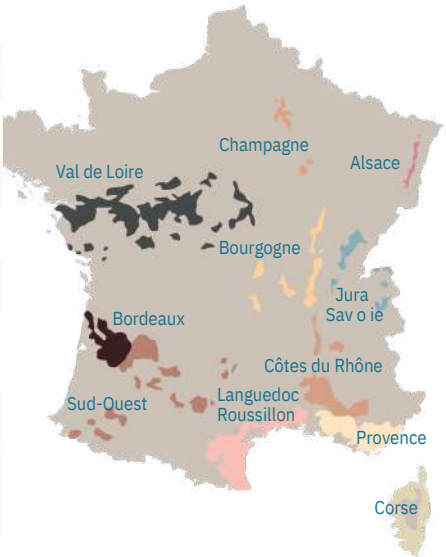 Champagne
Alsace
Val de Loire
Bourgogne
Jura
Sav o ie
Bordeaux
Côtes du Rhône
Sud-Ouest
Languedoc
Roussillon
Provence
Corse